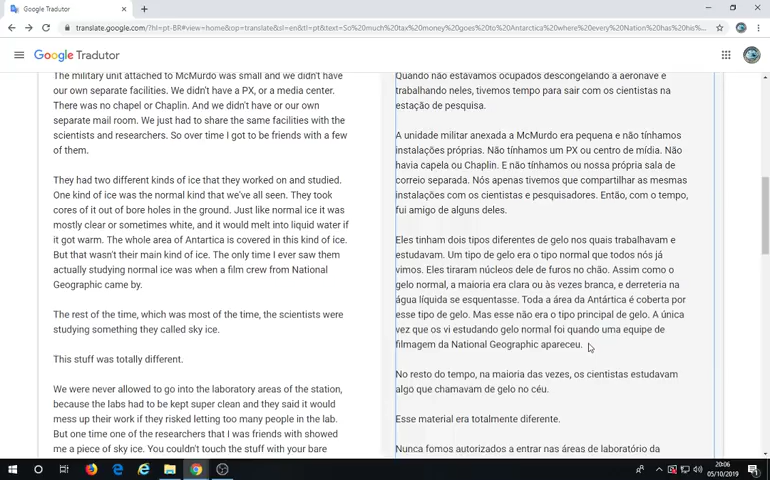 Google Tradutor
translate.google.com/?hl=pt-BR#view=home&op=translate&sl=en&tl=pt&text=So%20much%20tax%20money%20goes%20to%20Antarctica%20where%20every%20Nation%20has%20his%...
Google Tradutor
The military unit attached to McMurdo was small and we didn't have
our own separate facilities. We didn't have a PX, or a media center.
There was no chapel or Chaplin. And we didn't have or our own
separate mail room. We just had to share the same facilities with the
scientists and researchers. So over time I got to be friends with a few
of them.
They had two different kinds of ice that they worked on and studied.
One kind of ice was the normal kind that we've all seen. They took
cores of it out of bore holes in the ground. Just like normal ice it was
mostly clear or sometimes white, and it would melt into liquid water if
it got warm. The whole area of Antartica is covered in this kind of ice.
But that wasn't their main kind of ice. The only time I ever saw them
actually studying normal ice was when a film crew from National
Geographic came by.
The rest of the time, which was most of the time, the scientists were
studying something they called sky ice.
This stuff was totally different.
We were never allowed to go into the laboratory areas of the station,
because the labs had to be kept super clean and they said it would
mess up their work if they risked letting too many people in the lab.
But one time one of the researchers that I was friends with showed
me a piece of sky ice. You couldn't touch the stuff with your bare
Quando não estávamos ocupados descongelando a aeronave e
trabalhando neles, tivemos tempo para sair com os cientistas na
estação de pesquisa.
A unidade militar anexada a McMurdo era pequena e não tínhamos
instalações próprias. Não tínhamos um PX ou centro de mídia. Não
havia capela ou Chaplin. E não tínhamos ou nossa própria sala de
correio separada. Nós apenas tivemos que compartilhar as mesmas
instalações com os cientistas e pesquisadores. Então, com o tempo,
fui amigo de alguns deles.
Eles tinham dois tipos diferentes de gelo nos quais trabalhavam e
estudavam. Um tipo de gelo era o tipo normal que todos nós já
vimos. Eles tiraram núcleos dele de furos no chão. Assim como o
gelo normal, a maioria era clara ou às vezes branca, e derreteria na
água líquida se esquentasse. Toda a área da Antártica é coberta por
esse tipo de gelo. Mas esse não era o tipo principal de gelo. A única
vez que os vi estudando gelo normal foi quando uma equipe de
filmagem da National Geographic apareceu.
No resto do tempo, na maioria das vezes, os cientistas estudavam
algo que chamavam de gelo no céu.
Esse material era totalmente diferente.
Nunca fomos autorizados a entrar nas áreas de laboratório da
20:06
05/10/2019